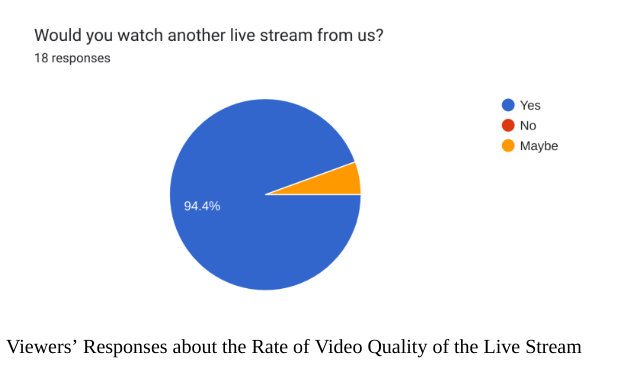 Would you watch another live stream from us?
18 responses
Yes
No
Maybe
94.4%
Viewers’ Responses about the Rate of Video Quality of the Live Stream